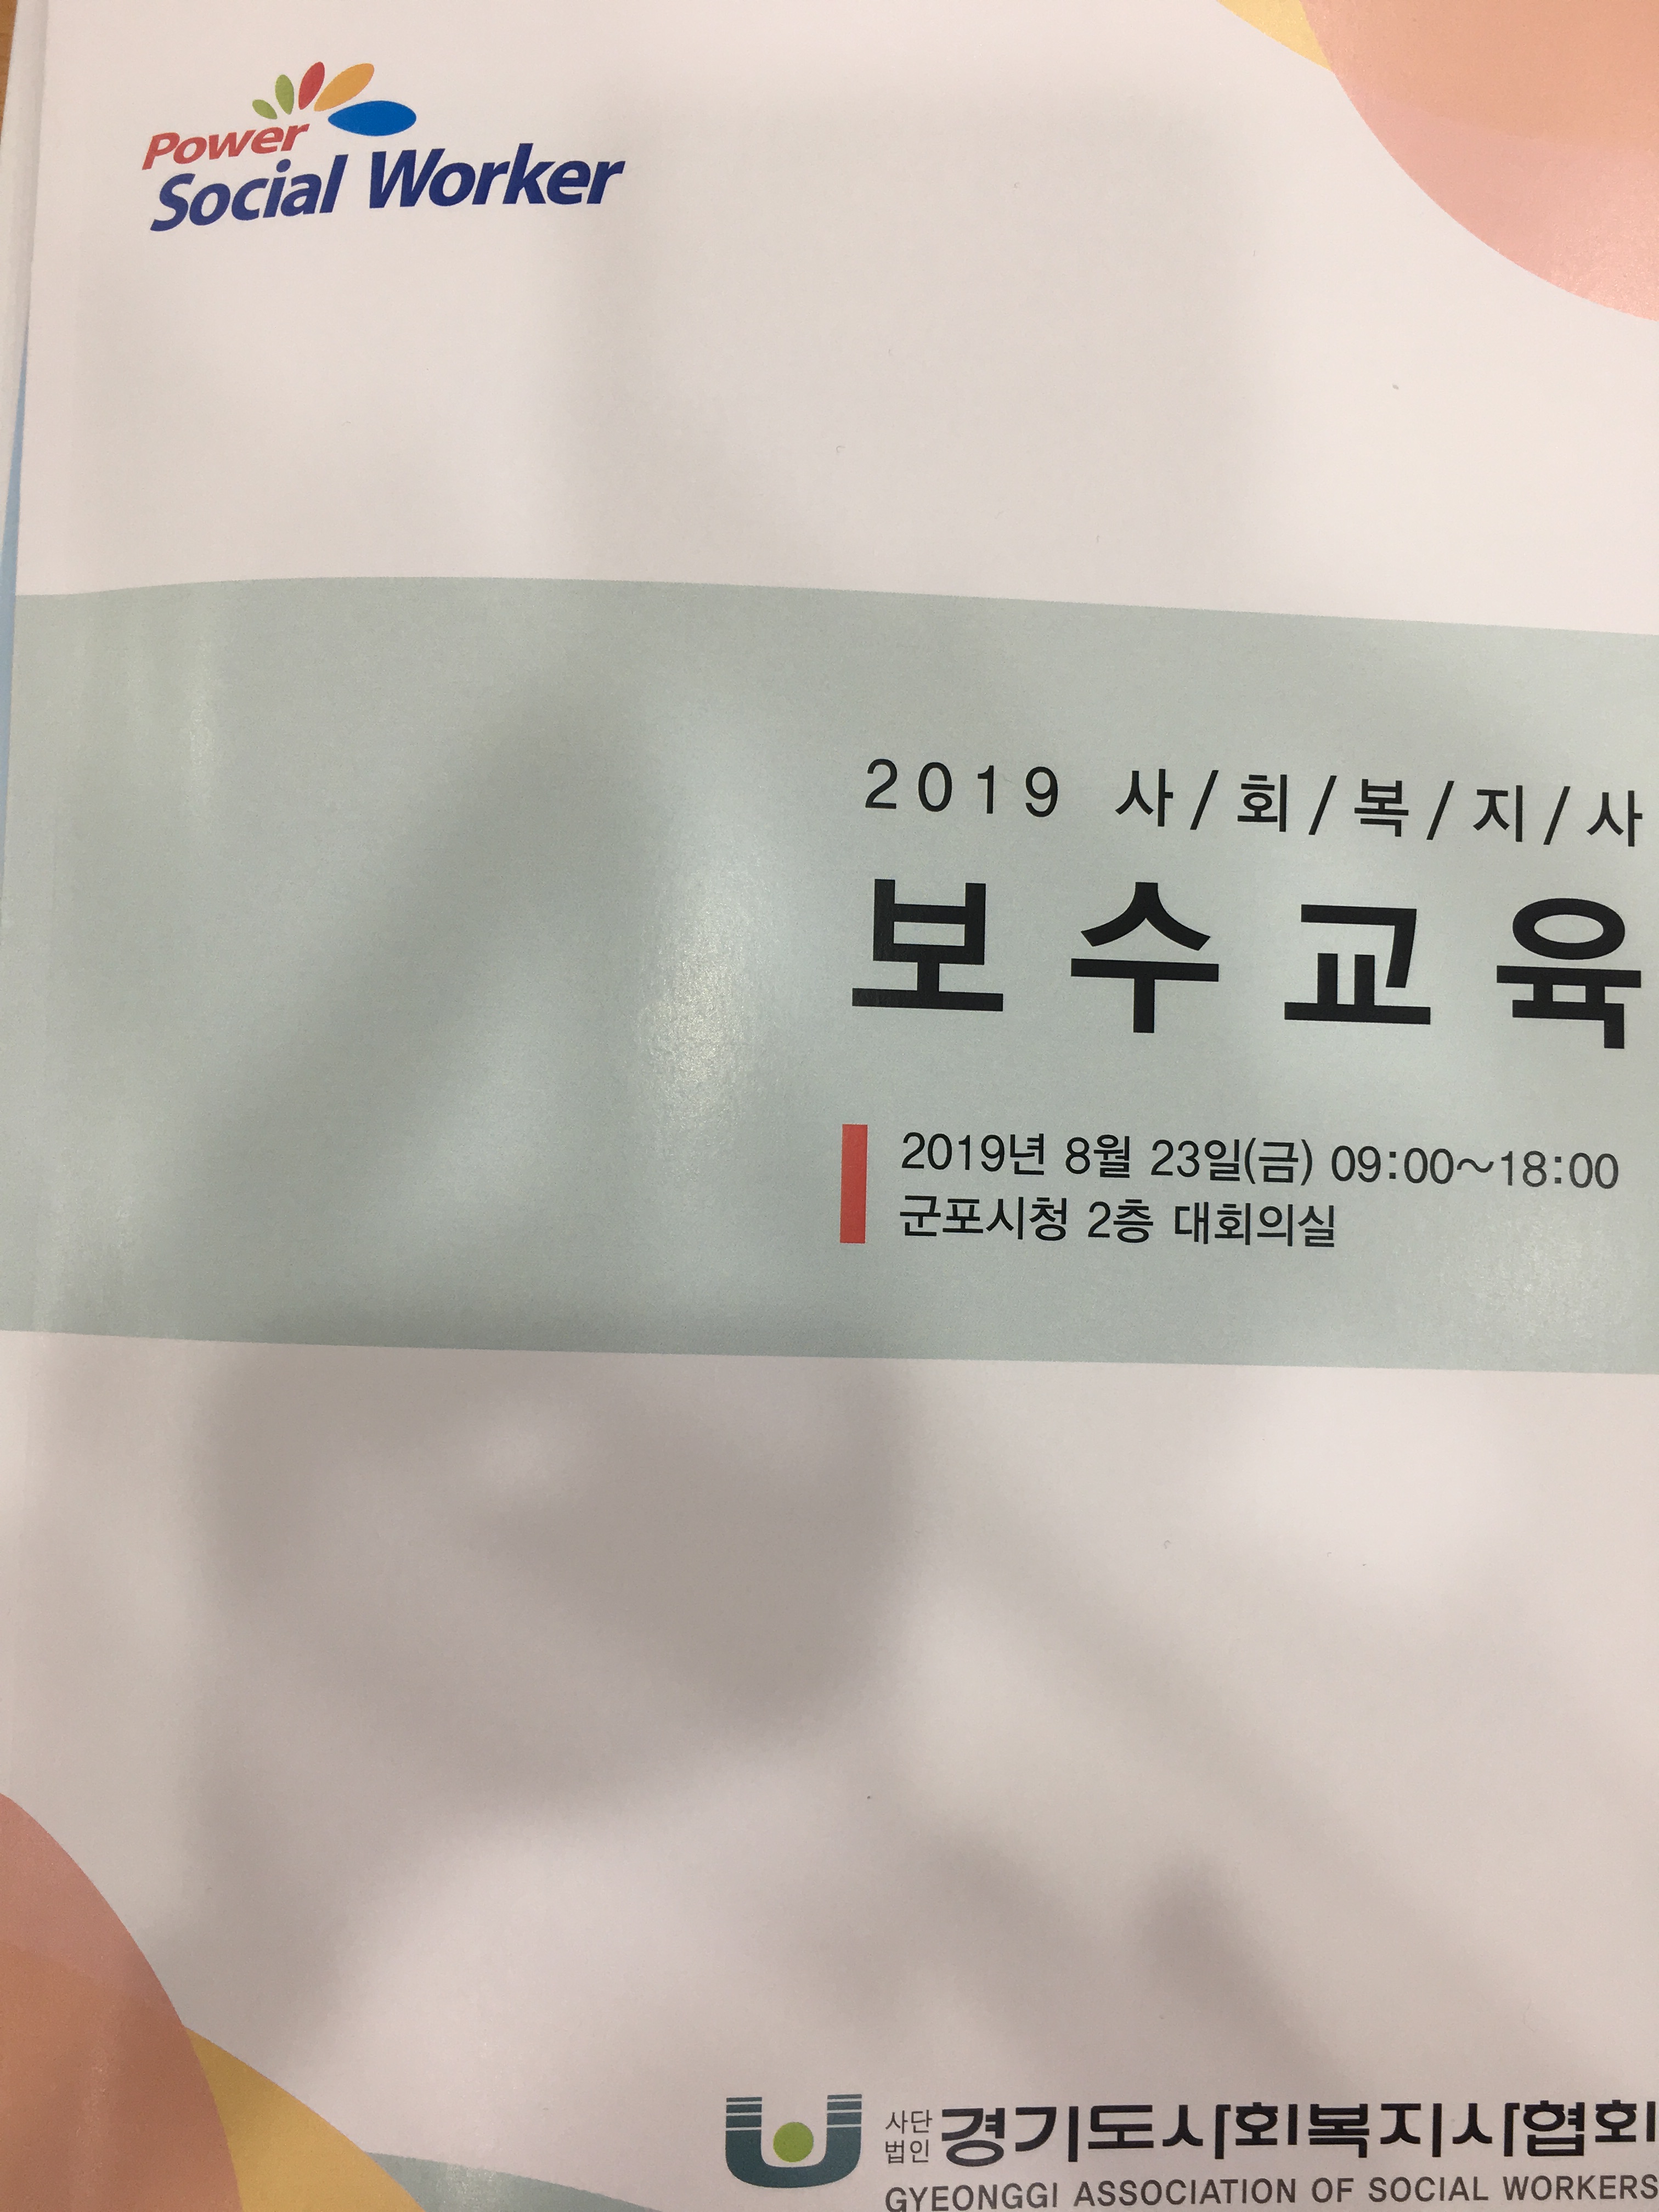 Power
Social Worker
2019 사/회/복/지/사
보수교육
2019년 8월 23일(금) 09:00~18:00
군포시청 2층 대회의실
사단
법인 경기도사회복지사협회
GYEONGGI ASSOCIATION OF SOCIAL WORKERS